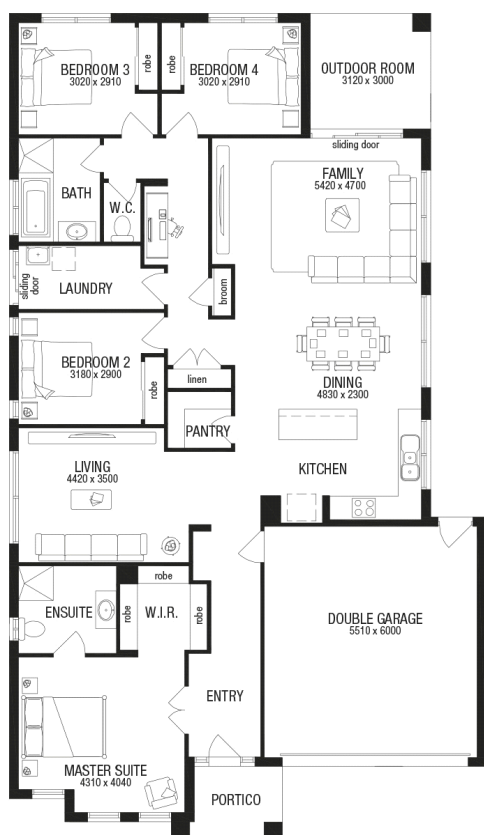 robe
robe
BEDROOM 3
3020 x 2910
BEDROOM 4
3020 x 2910
OUTDOOR ROOM
3120 x 3000
sliding door
FAMILY
5420 x 4700
BATH
W.C.
sliding
door
LAUNDRY
broom
BEDROOM 2
3180 x 2900
robe
linen
DINING
4830 x 2300
PANTRY
KITCHEN
LIVING
4420 x 3500
robe
ENSUITE
robe
W.I.R.
robe
DOUBLE GARAGE
5510 x 6000
ENTRY
MASTER SUITE
4310 x 4040
PORTICO